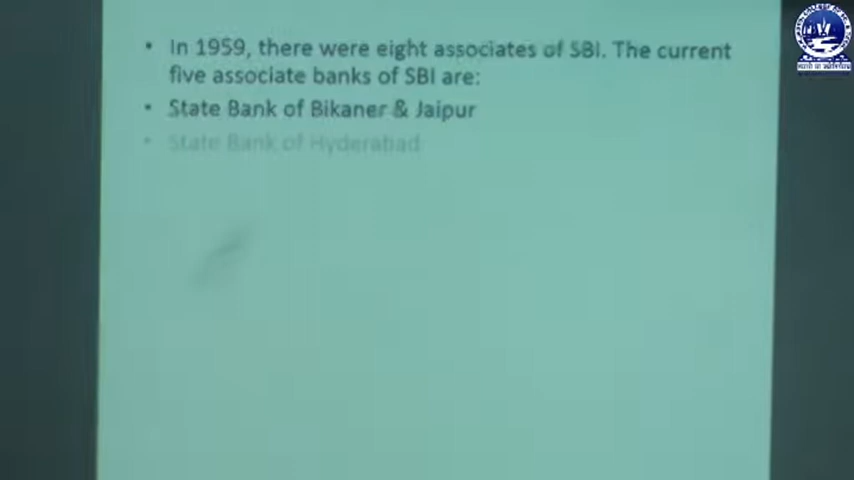 • In 1959, there were eight associates of SBI. The current
five associate banks of SBI are:
• State Bank of Bikaner & Jaipur
• State Bank of Hyderabad